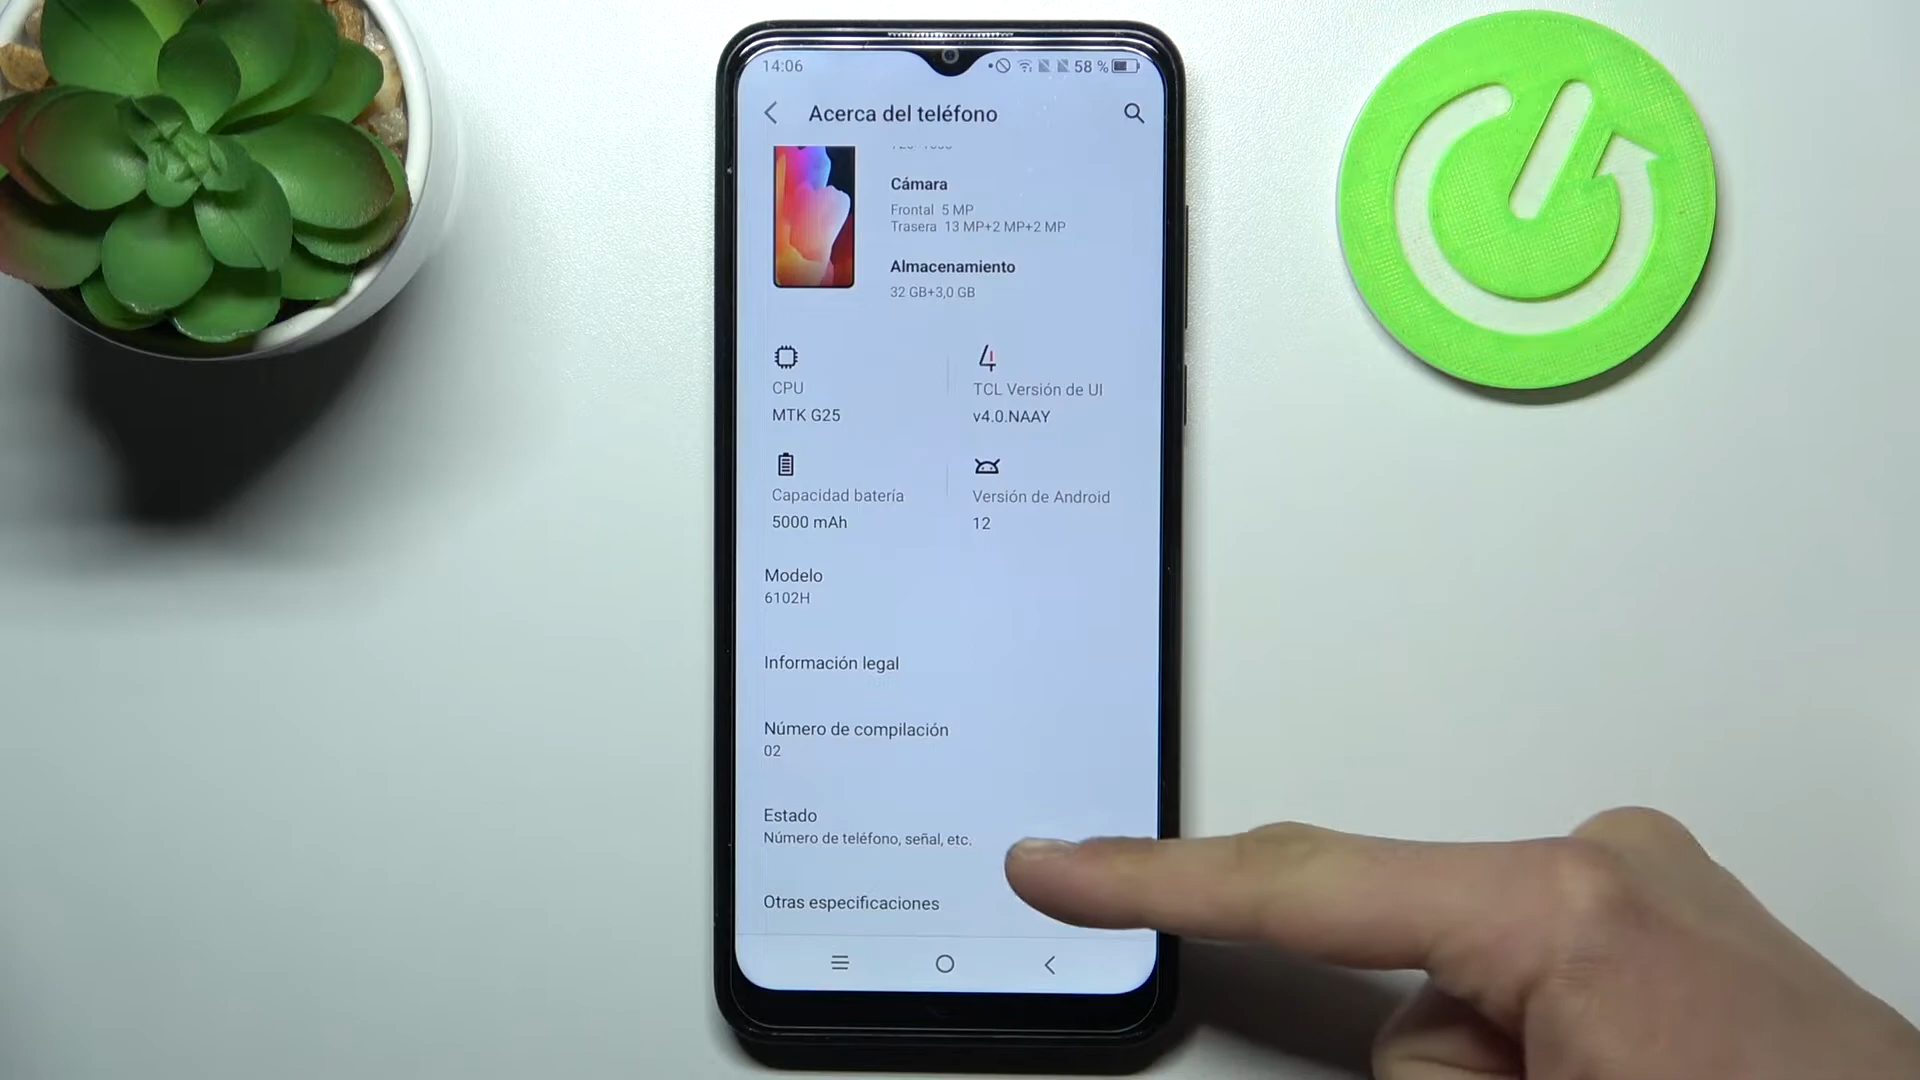 14:06
58 %
Acerca del teléfono
Cámara
Frontal 5 MP
Trasera 13 MP+2 MP+2 MP
Almacenamiento
32 GB+3,0 GB
CPU
MTK G25
TCL Versión de UI
v4.0.NAAY
Capacidad batería
5000 mAh
Versión de Android
12
Modelo
6102H
Información legal
Número de compilación
02
Estado
Número de teléfono, señal, etc.
Otras especificaciones